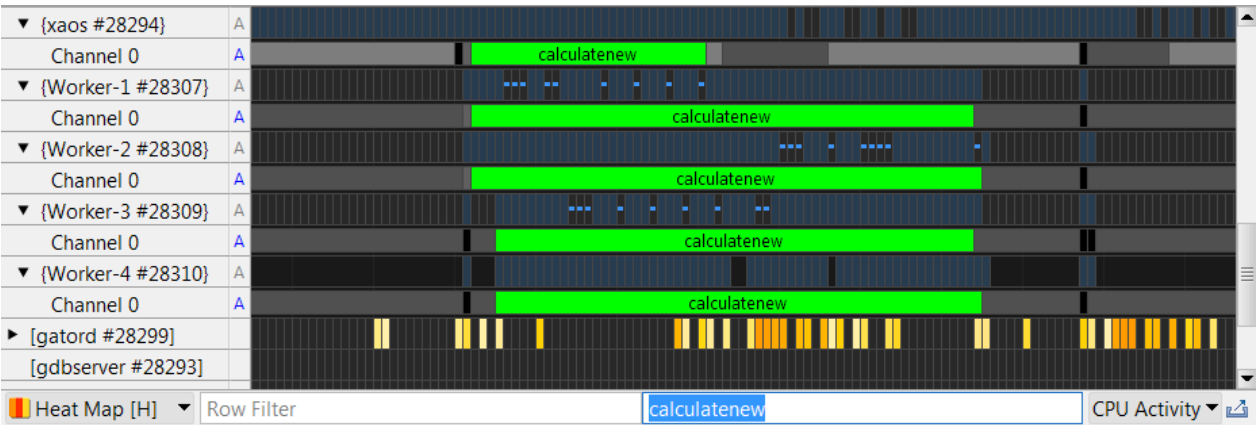 ▼ {xaos #28294} A
Channel 0 A calculatenew
▼ {Worker-1 #28307} A
Channel 0 A calculatenew
▼ {Worker-2 #28308} A
Channel 0 A calculatenew
▼ {Worker-3 #28309} A
Channel 0 A calculatenew
▼ {Worker-4 #28310} A
Channel 0 A calculatenew
► [gatord #28299]
[gdbserver #28293]
Heat Map [H] ▼ Row Filter calculatenew CPU Activity ▼